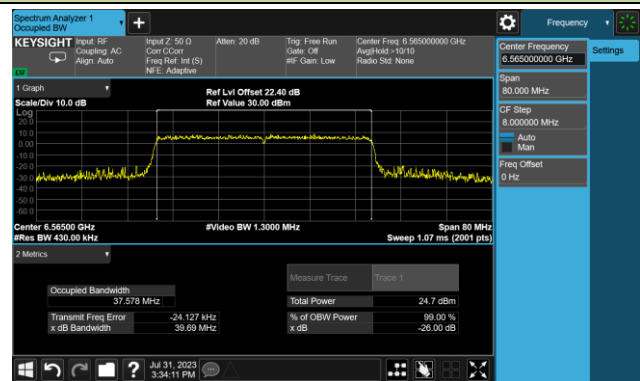 Spectrum Analyzer 1
Occupied BW
Frequency
KEYSIGHT
Input: RF
Coupling: AC
Align: Auto
Input Z: 50 Ω
Corr CCorr
Freq Ref: Int (S)
NFE: Adaptive
Atten: 20 dB
Trig: Free Run
Gate: Off
#IF Gain: Low
Center Freq: 6.565000000 GHz
Avg|Hold:>10/10
Radio Std: None
LW
Center Frequency
6.565000000 GHz
Settings
Span
80.000 MHz
CF Step
8.000000 MHz
Auto
Man
Freq Offset
0 Hz
1 Graph
Scale/Div 10.0 dB
Ref Lvl Offset 22.40 dB
Ref Value 30.00 dBm
Log
20.0
10.0
0.00
-10.0
-20.0
-30.0
-40.0
-50.0
-60.0
Center 6.56500 GHz
#Video BW 1.3000 MHz
Span 80 MHz
#Res BW 430.00 kHz
Sweep 1.07 ms (2001 pts)
2 Metrics
Measure Trace
Trace 1
Occupied Bandwidth
37.578 MHz
Total Power
24.7 dBm
Transmit Freq Error
-24.127 kHz
% of OBW Power
99.00 %
x dB Bandwidth
39.69 MHz
x dB
-26.00 dB
?
Jul 31, 2023
3:34:11 PM